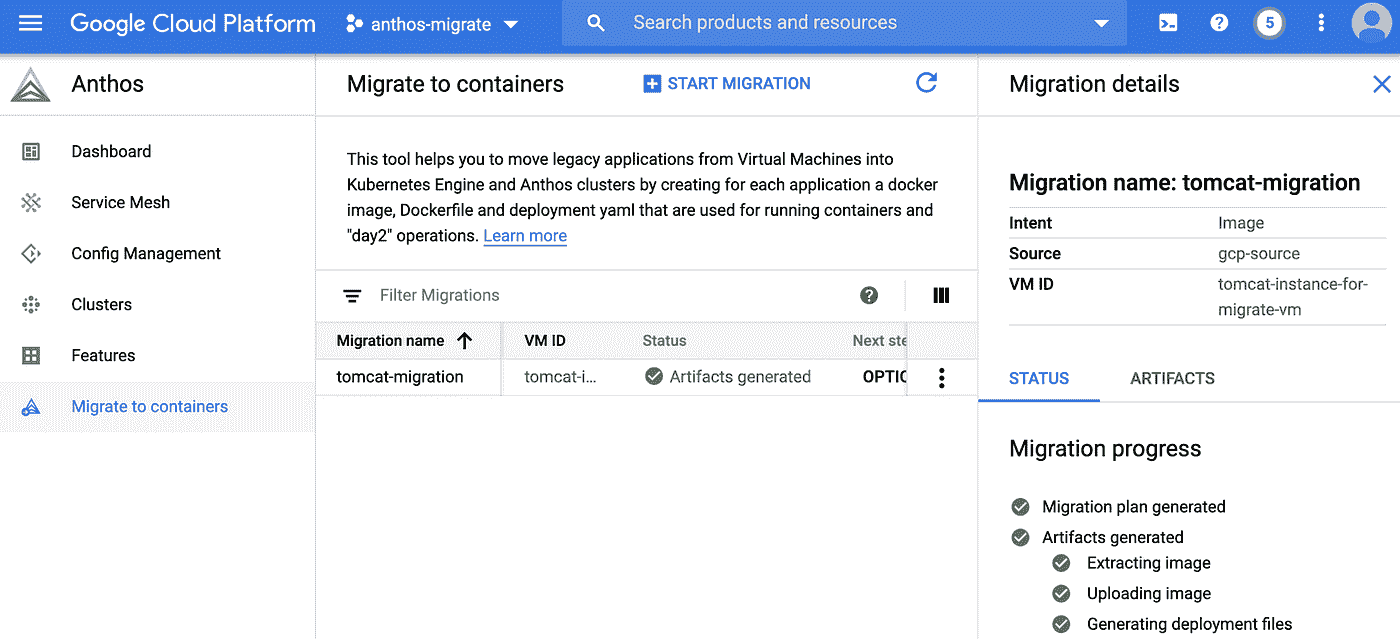 Google Cloud Platform
anthos-migrate
Search products and resources
5
Anthos
Dashboard
Service Mesh
Config Management
Clusters
Features
Migrate to containers
Migrate to containers
START MIGRATION
This tool helps you to move legacy applications from Virtual Machines into
Kubernetes Engine and Anthos clusters by creating for each application a docker
image, Dockerfile and deployment yaml that are used for running containers and
"day2" operations. Learn more
Filter Migrations
Migration name VM ID Status Next ste
tomcat-migration tomcat-i... Artifacts generated OPTIO
Migration details
Migration name: tomcat-migration
Intent Image
Source gcp-source
VM ID tomcat-instance-for-
migrate-vm
STATUS ARTIFACTS
Migration progress
Migration plan generated
Artifacts generated
Extracting image
Uploading image
Generating deployment files